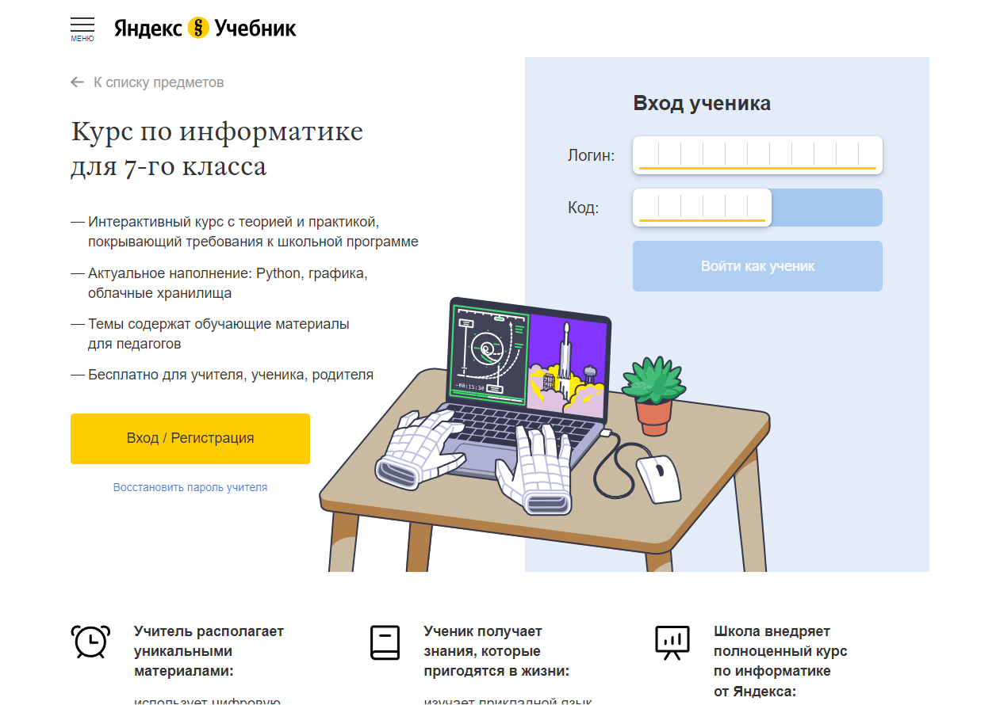 МЕНЮ
Яндекс § Учебник
К списку предметов
Курс по информатике
для 7-го класса
— Интерактивный курс с теорией и практикой,
покрывающий требования к школьной программе
— Актуальное наполнение: Python, графика,
облачные хранилища
— Темы содержат обучающие материалы
для педагогов
— Бесплатно для учителя, ученика, родителя
Вход / Регистрация
Восстановить пароль учителя
Вход ученика
Логин:
Код:
Войти как ученик
-00:15:30
Учитель располагает
уникальными
материалами:
использует цифровую
Ученик получает
знания, которые
пригодятся в жизни:
изучает прикладной язык
Школа внедряет
полноценный курс
по информатике
от Яндекса: